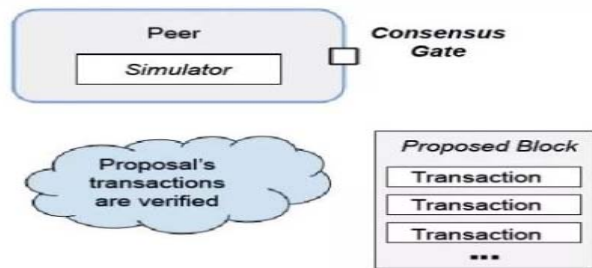 Peer
Simulator
Consensus
Gate
Proposal's
transactions
are verified
Proposed Block
Transaction
Transaction
Transaction
...